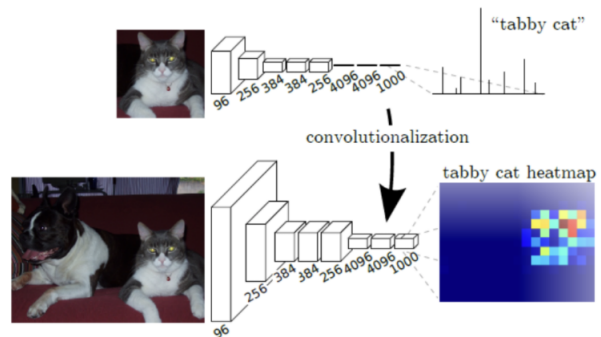 “tabby cat”
96 256 384 384 256 4096 4096 1000
convolutionalization
tabby cat heatmap
96 256 384 384 256 4096 4096 1000